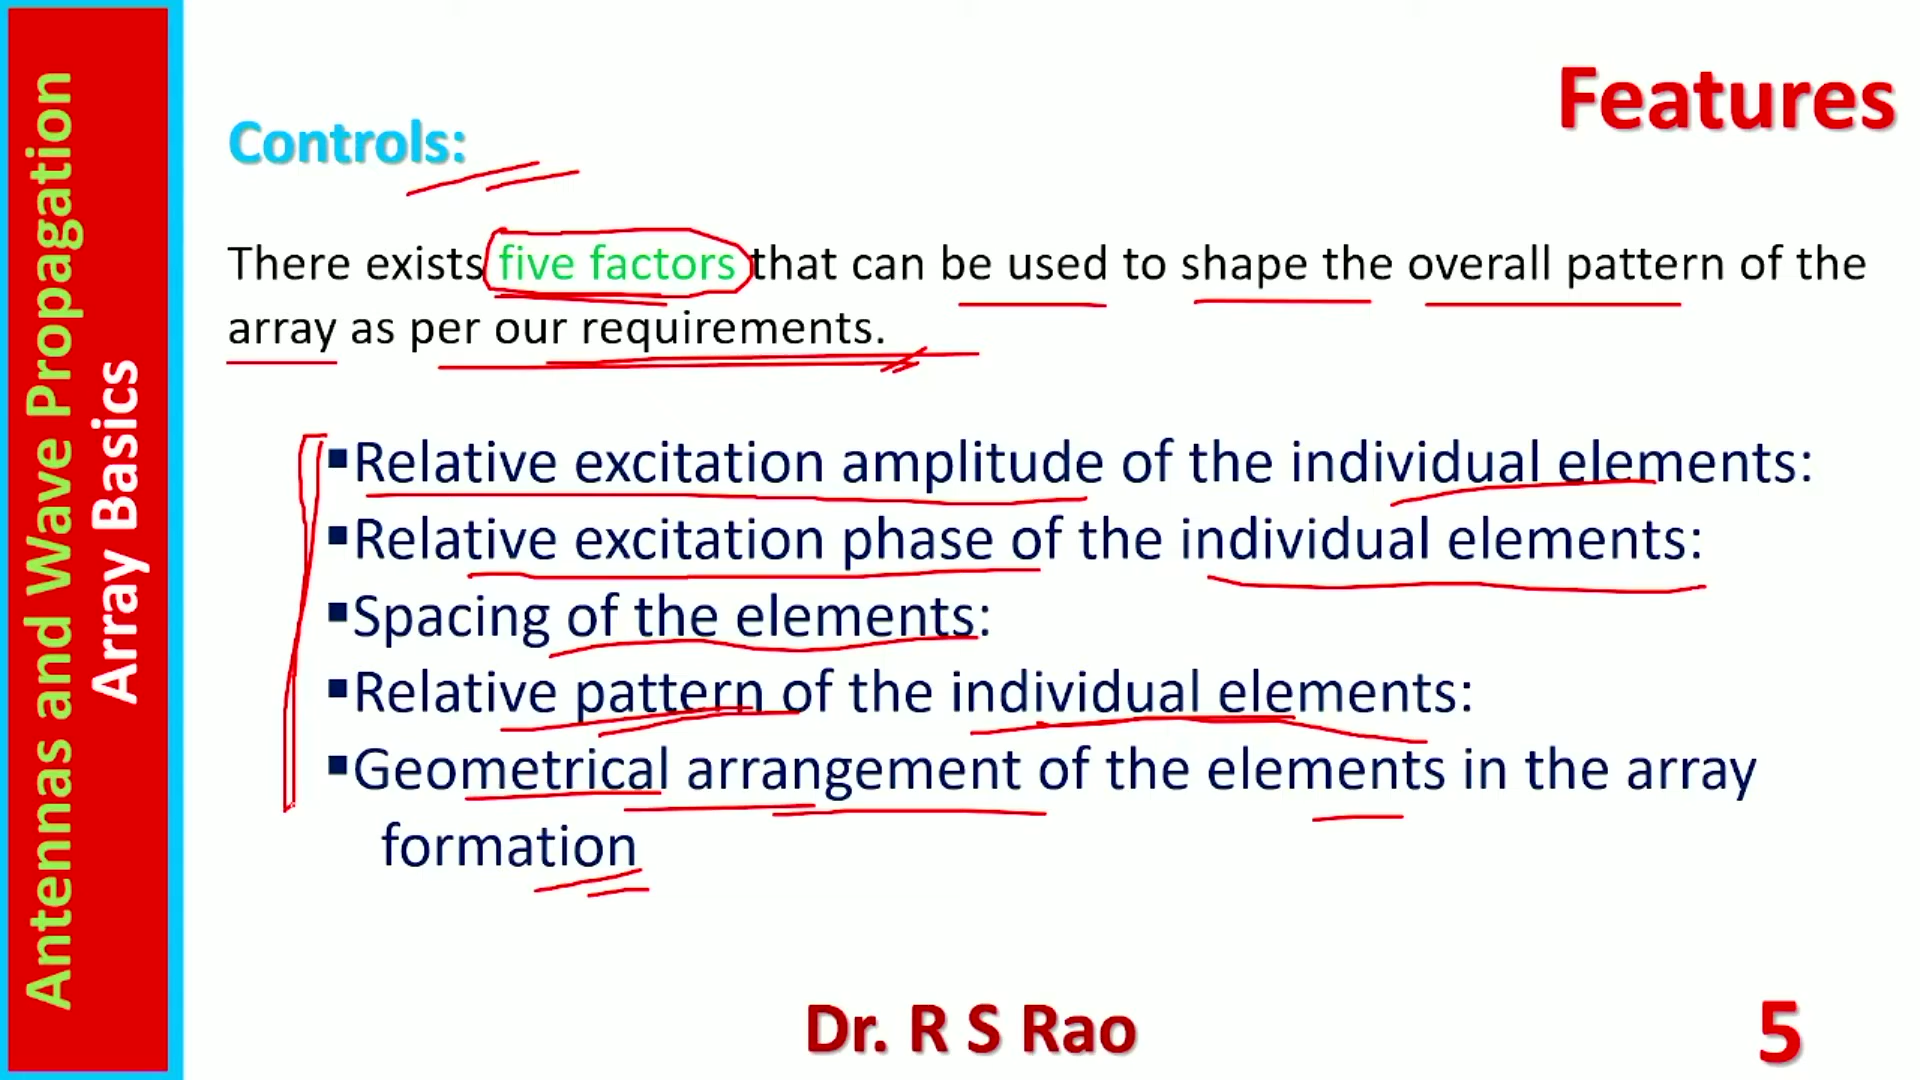 Antennas and Wave Propagation
Array Basics
Features
Controls:
There exists five factors that can be used to shape the overall pattern of the
array as per our requirements.
▪Relative excitation amplitude of the individual elements:
▪Relative excitation phase of the individual elements:
▪Spacing of the elements:
▪Relative pattern of the individual elements:
▪Geometrical arrangement of the elements in the array
formation
Dr. R S Rao
5